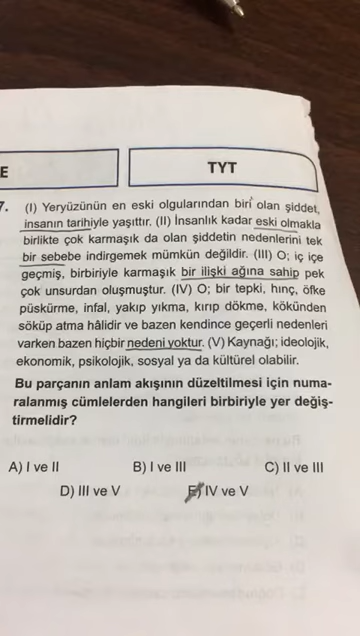 E
TYT
7. (I) Yeryüzünün en eski olgularından biri olan şiddet,
insanın tarihiyle yaşıttır. (II) İnsanlık kadar eski olmakla
birlikte çok karmaşık da olan şiddetin nedenlerini tek
bir sebebe indirgemek mümkün değildir. (III) O; iç içe
geçmiş, birbiriyle karmaşık bir ilişki ağına sahip pek
çok unsurdan oluşmuştur. (IV) O; bir tepki, hınç, öfke
püskürme, infal, yakıp yıkma, kırıp dökme, kökünden
söküp atma hâlidir ve bazen kendince geçerli nedenleri
varken bazen hiçbir nedeni yoktur. (V) Kaynağı; ideolojik,
ekonomik, psikolojik, sosyal ya da kültürel olabilir.
Bu parçanın anlam akışının düzeltilmesi için numa-
ralanmış cümlelerden hangileri birbiriyle yer değiş-
tirmelidir?
A) I ve II B) I ve III C) II ve III
D) III ve V E) IV ve V